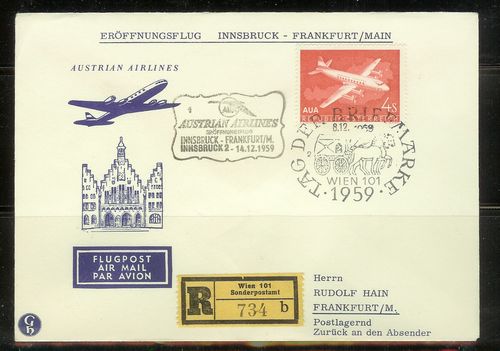 ERÖFFNUNGSFLUG INNSBRUCK - FRANKFURT/MAIN
AUSTRIAN AIRLINES
AUA
4S
REPUBLIK ÖSTERREICH
AUSTRIAN AIRLINES
ERÖFFNUNGSFLUG
INNSBRUCK - FRANKFURT/M.
INNSBRUCK 2 - 14.12.1959
TAG DER BRIEFMARKE
8.12.1959
WIEN 101
·1959·
FLUGPOST
AIR MAIL
PAR AVION
R
Wien 101
Sonderpostamt
734 b
Herrn
RUDOLF HAIN
FRANKFURT/M.
Postlagernd
Zurück an den Absender